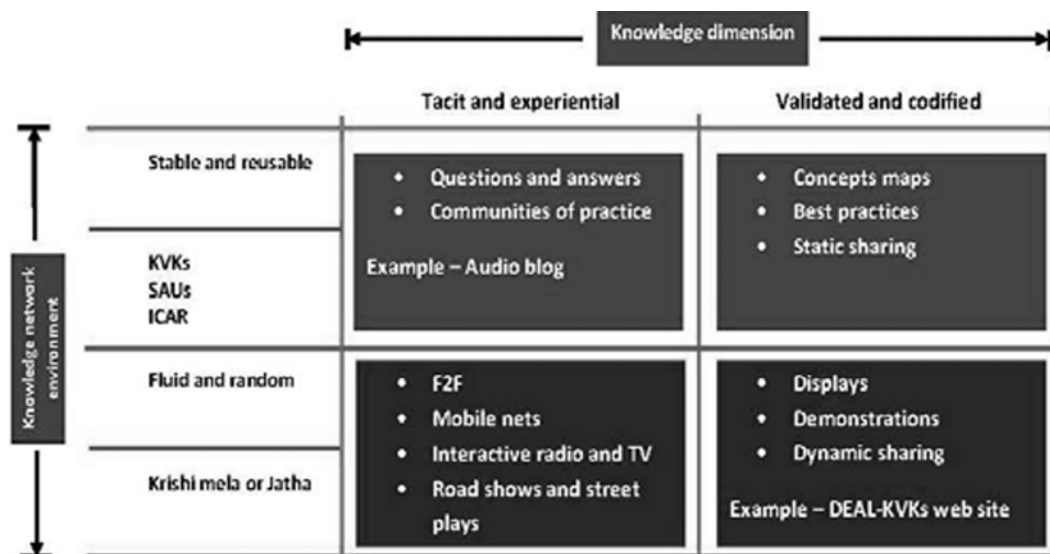 Knowledge dimension
Tacit and experiential
Validated and codified
Knowledge network
environment
Stable and reusable
• Questions and answers
• Communities of practice
Example – Audio blog
• Concepts maps
• Best practices
• Static sharing
KVKs
SAUs
ICAR
Fluid and random
• F2F
• Mobile nets
• Interactive radio and TV
• Road shows and street
plays
• Displays
• Demonstrations
• Dynamic sharing
Example – DEAL-KVKs web site
Krishi mela or Jatha